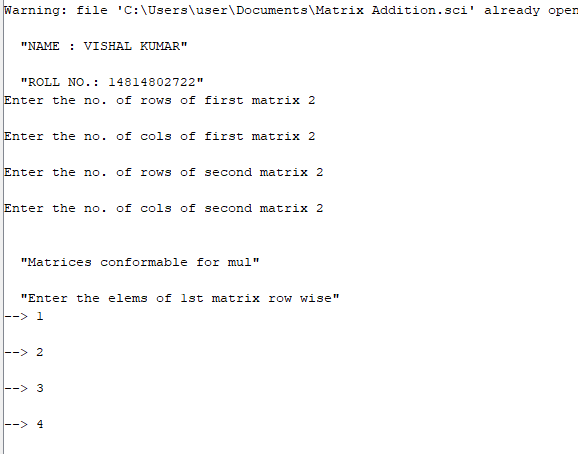 Warning: file 'C:\Users\user\Documents\Matrix Addition.sci' already open
"NAME : VISHAL KUMAR"
"ROLL NO.: 14814802722"
Enter the no. of rows of first matrix 2
Enter the no. of cols of first matrix 2
Enter the no. of rows of second matrix 2
Enter the no. of cols of second matrix 2
"Matrices conformable for mul"
"Enter the elems of 1st matrix row wise"
--> 1
--> 2
--> 3
--> 4